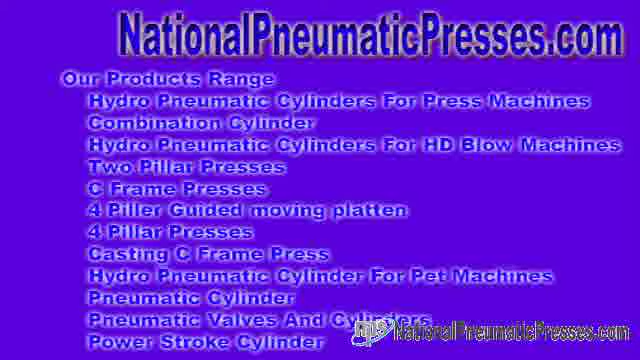 NationalPneumaticPresses.com
Our Products Range
Hydro Pneumatic Cylinders For Press Machines
Combination Cylinder
Hydro Pneumatic Cylinders For HD Blow Machines
Two Pillar Presses
C Frame Presses
4 Piller Guided moving platten
4 Pillar Presses
Casting C Frame Press
Hydro Pneumatic Cylinder For Pet Machines
Pneumatic Cylinder
Pneumatic Valves And Cylinders
NationalPneumaticPresses.com
Power Stroke Cylinder